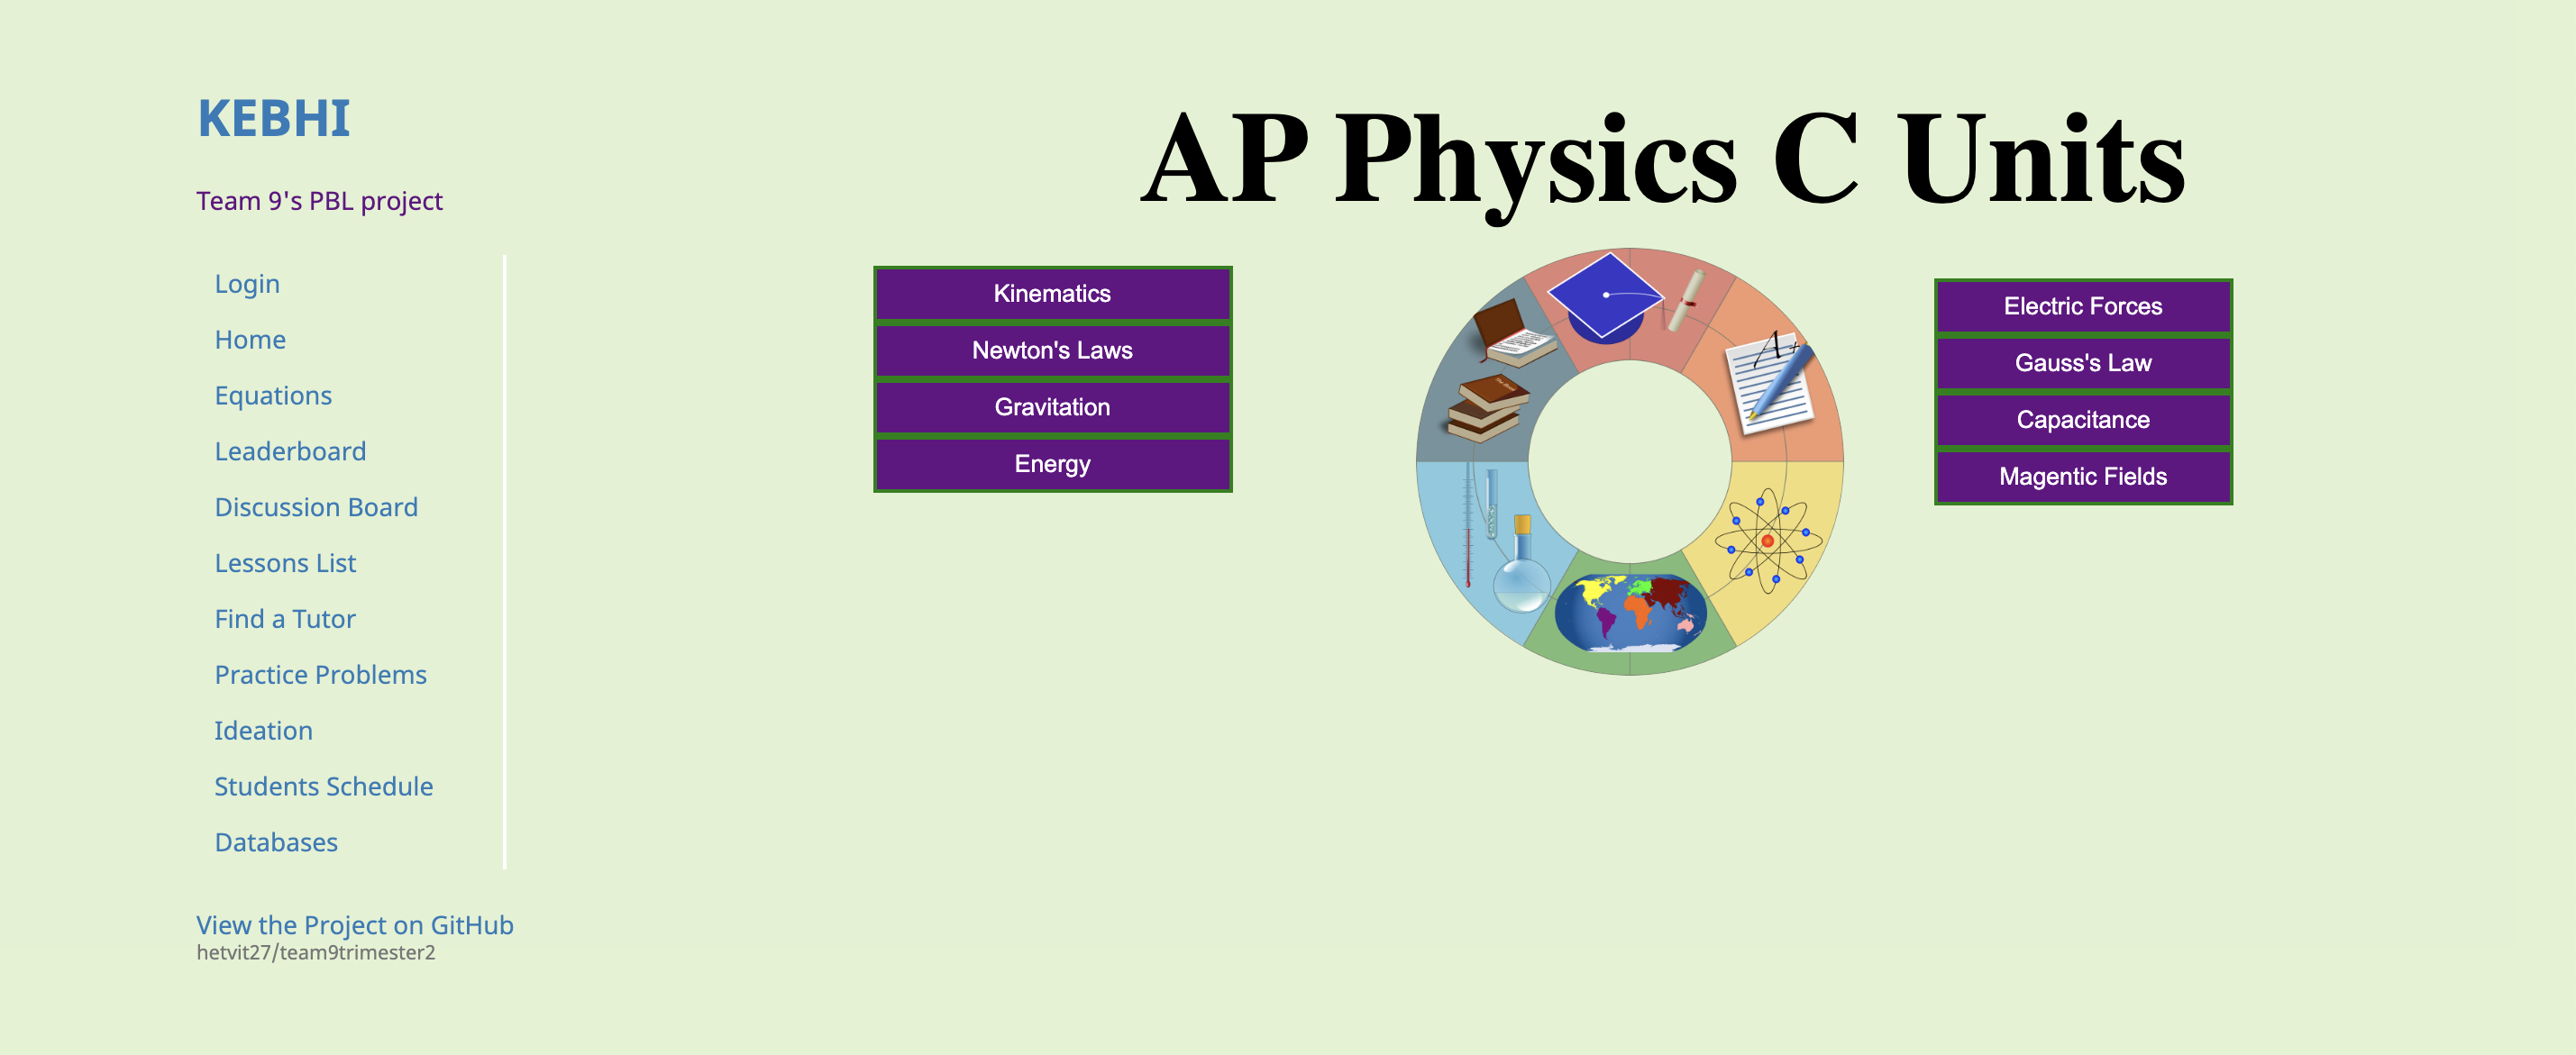 KEBHI
Team 9's PBL project
Login
Home
Equations
Leaderboard
Discussion Board
Lessons List
Find a Tutor
Practice Problems
Ideation
Students Schedule
Databases
View the Project on GitHub
hetvit27/team9trimester2
AP Physics C Units
Kinematics
Newton's Laws
Gravitation
Energy
A+
Electric Forces
Gauss's Law
Capacitance
Magentic Fields